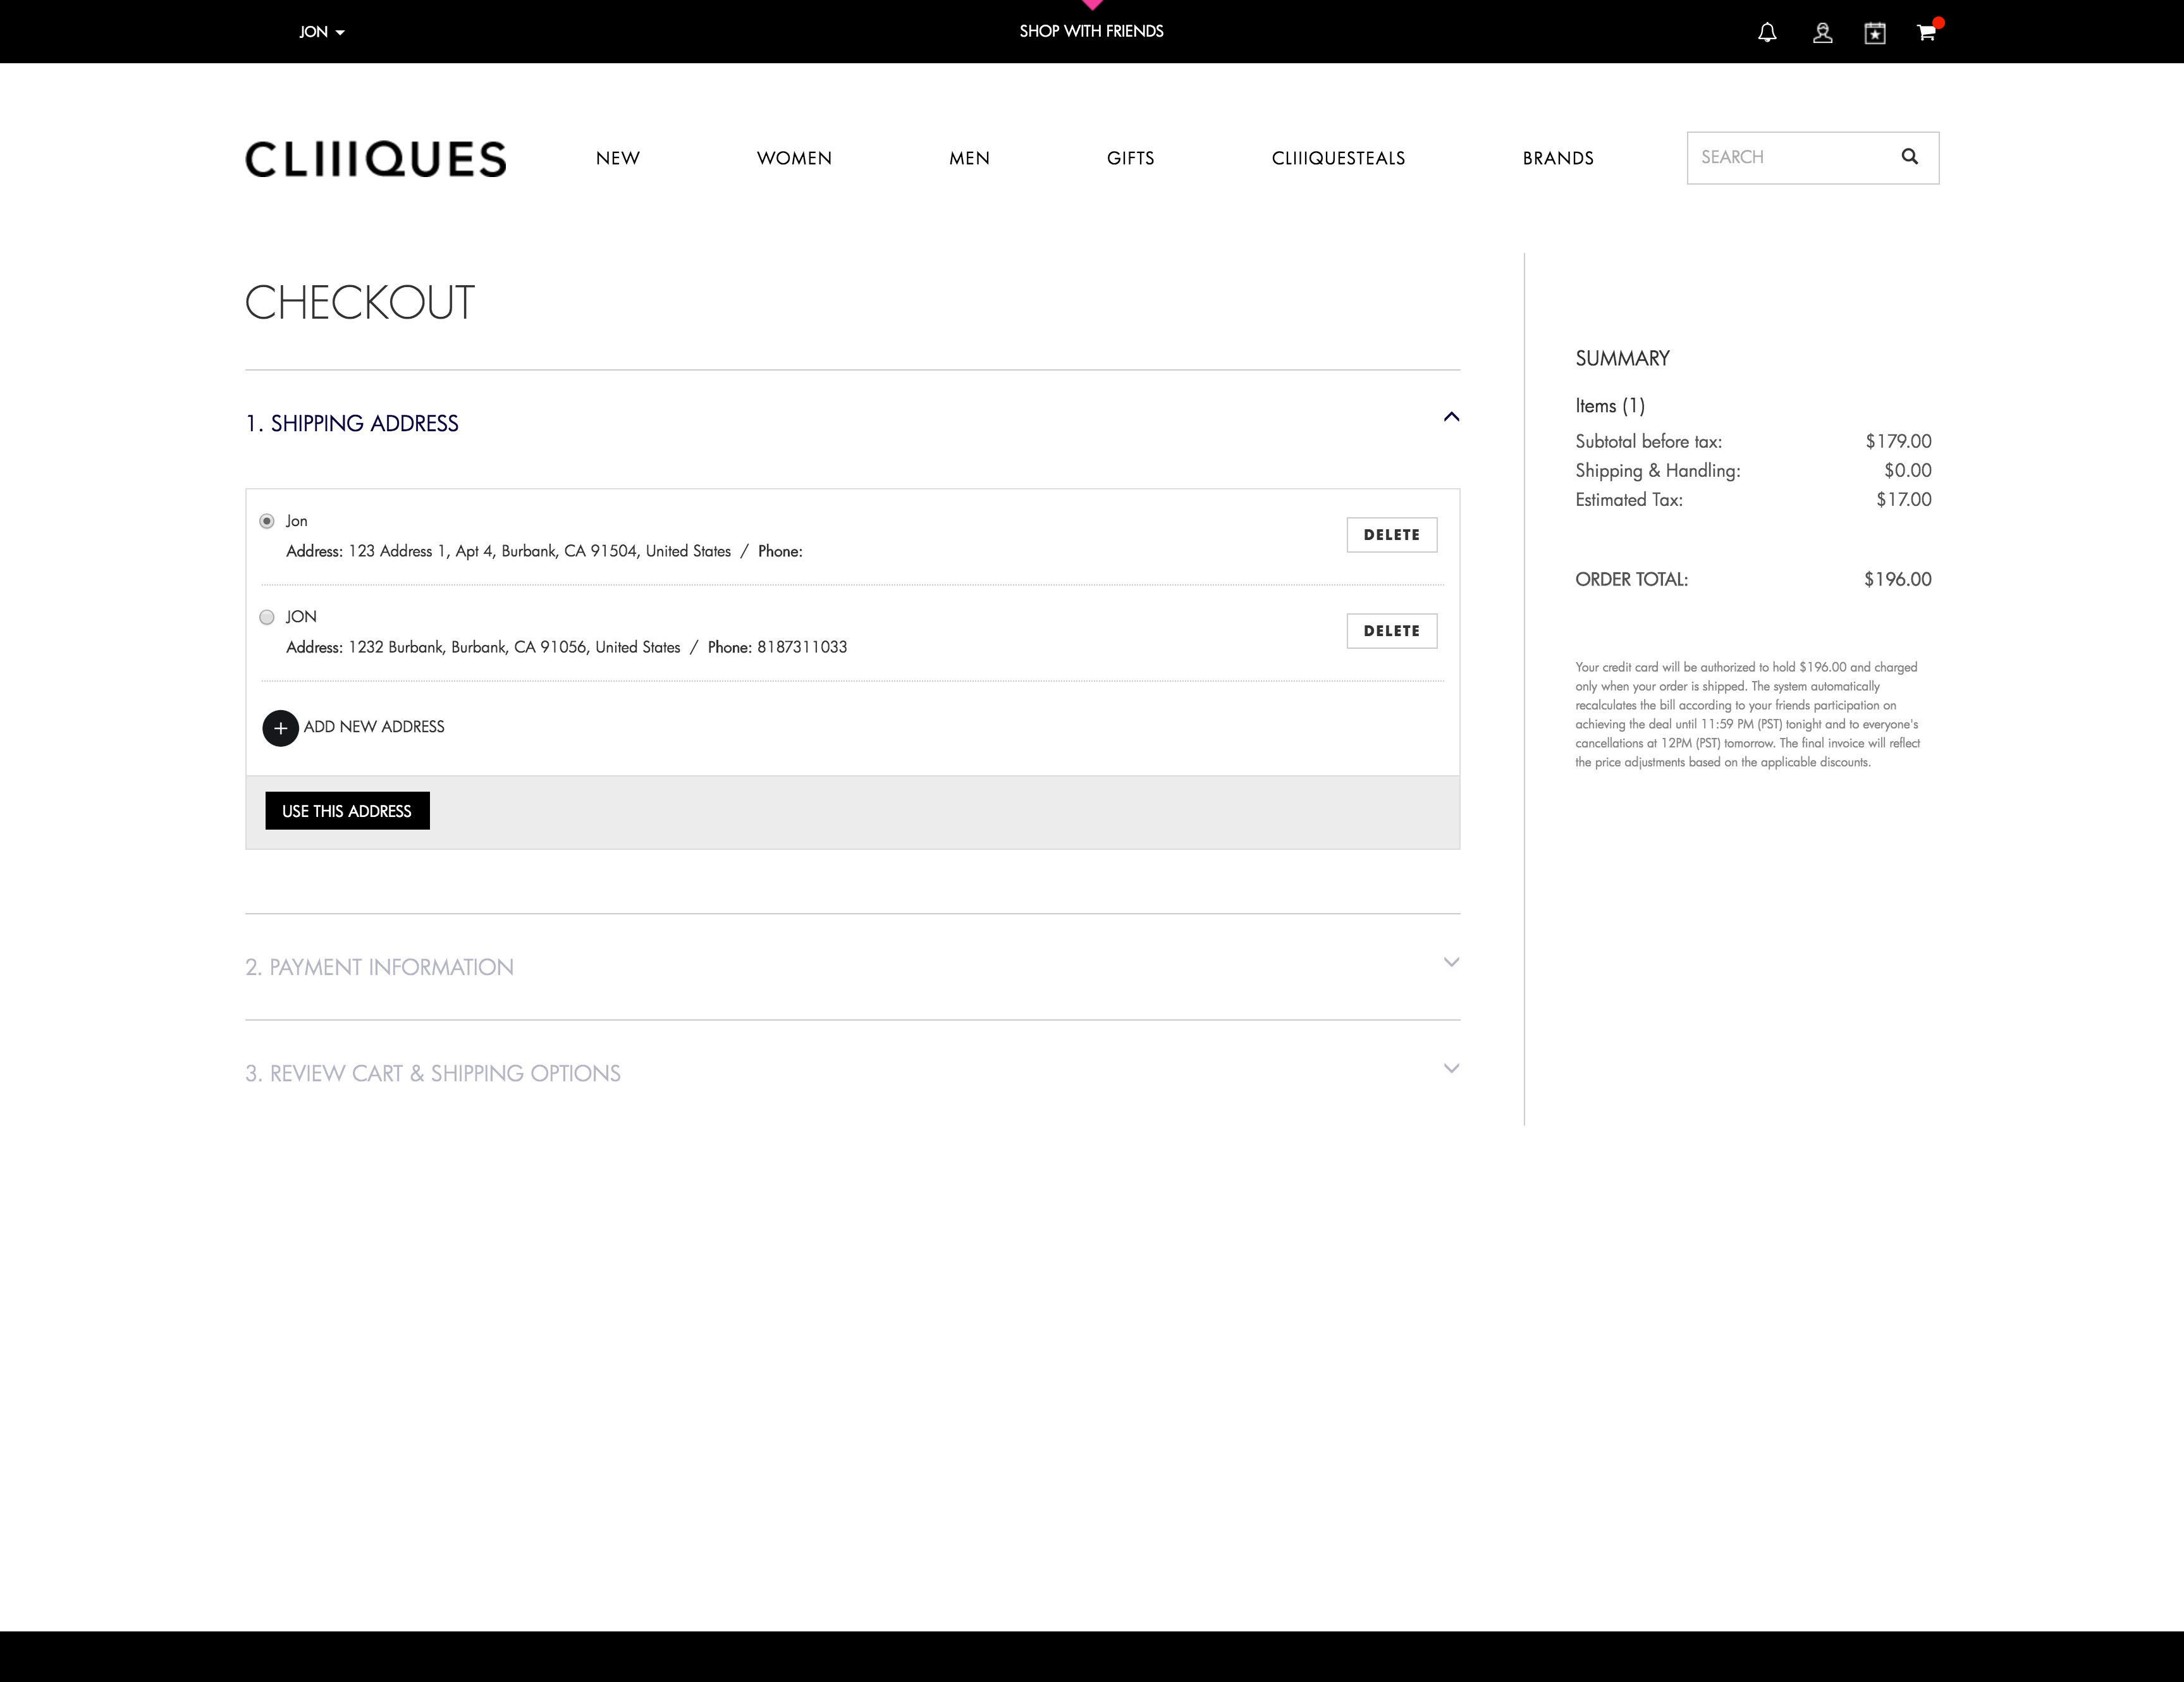 JON
SHOP WITH FRIENDS
CLIIIQUES
NEW
WOMEN
MEN
GIFTS
CLIIIQUESTEALS
BRANDS
SEARCH
CHECKOUT
1. SHIPPING ADDRESS
Jon
Address: 123 Address 1, Apt 4, Burbank, CA 91504, United States / Phone:
DELETE
JON
Address: 1232 Burbank, Burbank, CA 91056, United States / Phone: 8187311033
DELETE
+ ADD NEW ADDRESS
USE THIS ADDRESS
2. PAYMENT INFORMATION
3. REVIEW CART & SHIPPING OPTIONS
SUMMARY
Items (1)
Subtotal before tax: $179.00
Shipping & Handling: $0.00
Estimated Tax: $17.00
ORDER TOTAL: $196.00
Your credit card will be authorized to hold $196.00 and charged
only when your order is shipped. The system automatically
recalculates the bill according to your friends participation on
achieving the deal until 11:59 PM (PST) tonight and to everyone's
cancellations at 12PM (PST) tomorrow. The final invoice will reflect
the price adjustments based on the applicable discounts.